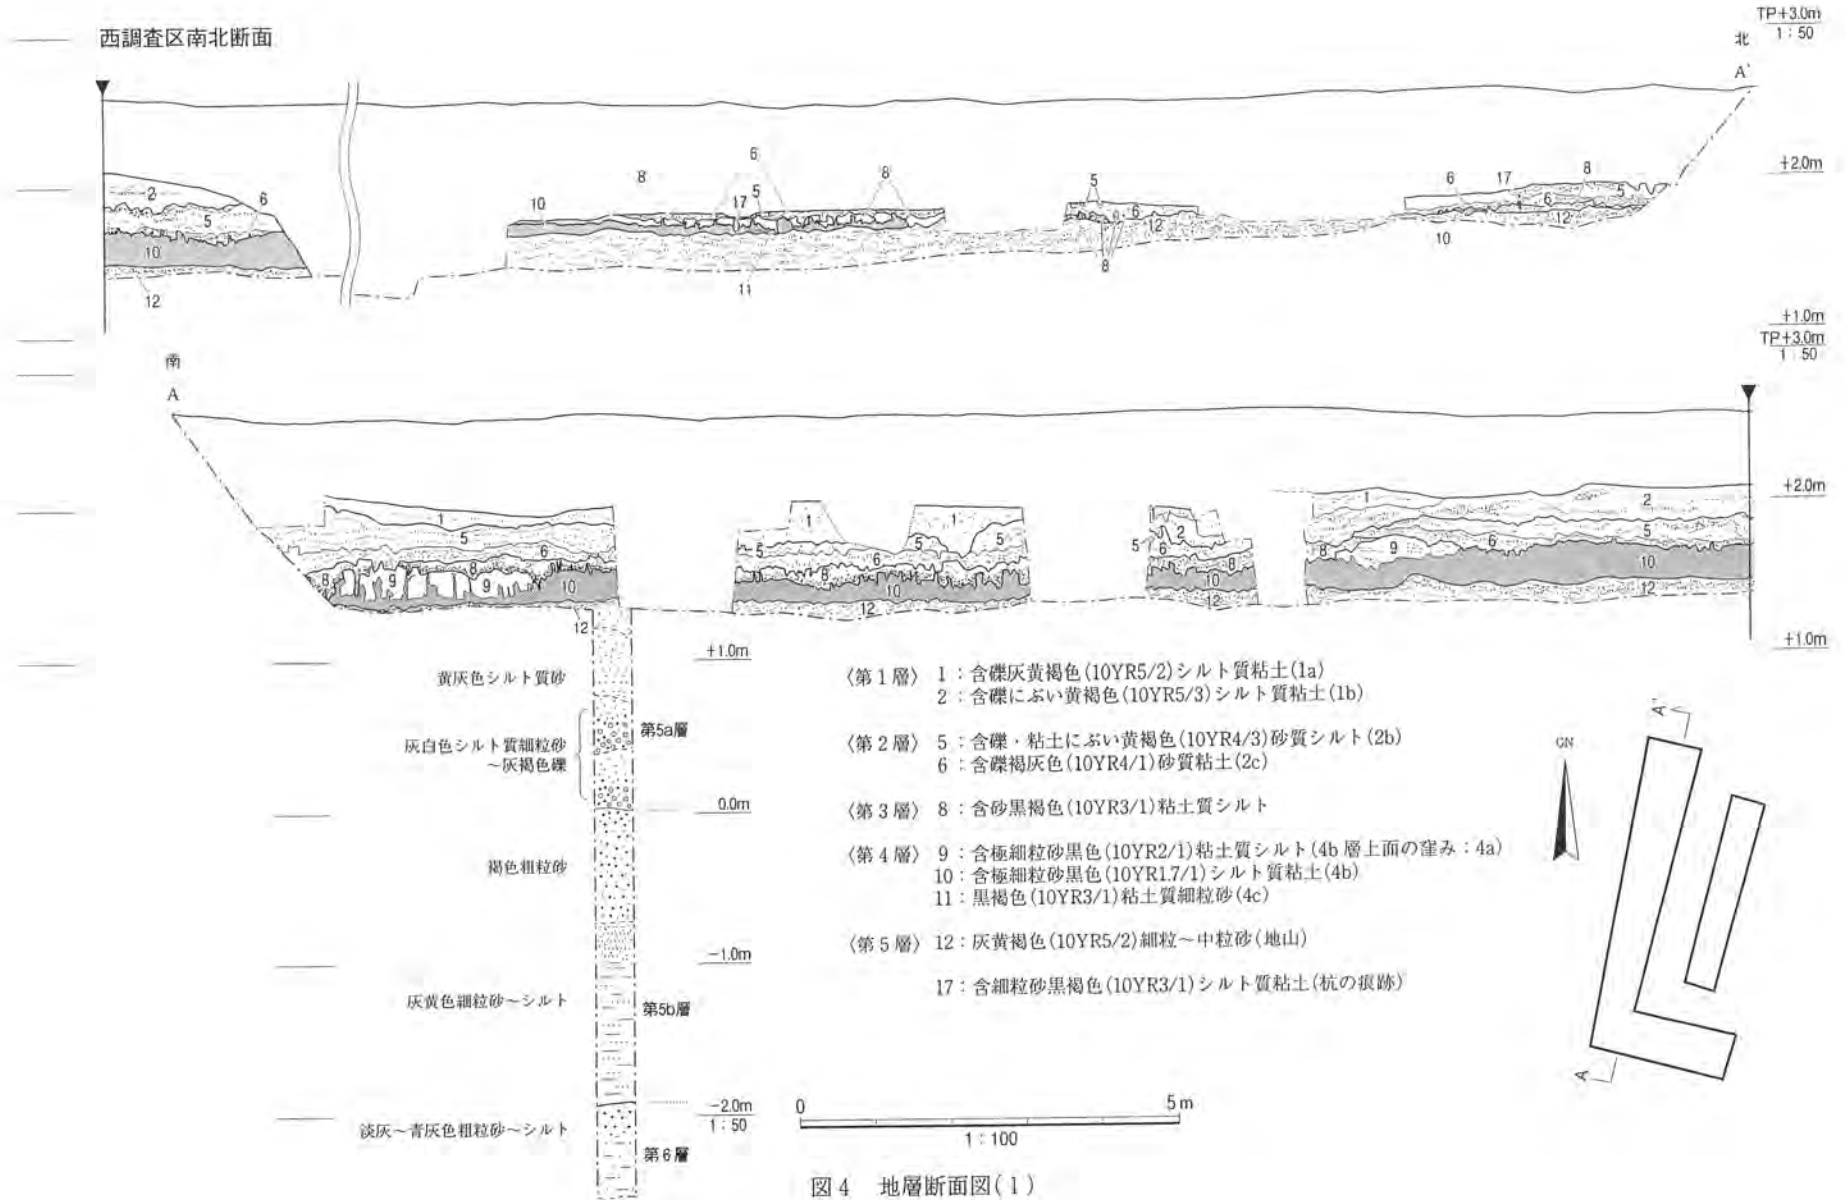 西調査区南北断面
TP+3.0m
1:50
北
A'
+2.0m
+1.0m
2
5
6
10
12
10
8
6
5
17
8
11
5
6
12
8
6
17
8
5
6
1
12
10
TP+3.0m
1:50
南
A
+2.0m
+1.0m
1
5
6
8
8
9
9
10
12
1
1
5
5
5
6
8
10
12
2
5
6
8
10
12
1
2
5
6
8
9
10
12
+1.0m
0.0m
-1.0m
-2.0m
1:50
黄灰色シルト質砂
灰白色シルト質細粒砂
~灰褐色礫
褐色粗粒砂
灰黄色細粒砂~シルト
淡灰~青灰色粗粒砂~シルト
第5a層
第5b層
第6層
〈第1層〉 1:含礫灰黄褐色(10YR5/2)シルト質粘土(1a)
2:含礫にぶい黄褐色(10YR5/3)シルト質粘土(1b)
〈第2層〉 5:含礫・粘土にぶい黄褐色(10YR4/3)砂質シルト(2b)
6:含礫褐灰色(10YR4/1)砂質粘土(2c)
〈第3層〉 8:含砂黒褐色(10YR3/1)粘土質シルト
〈第4層〉 9:含極細粒砂黒色(10YR2/1)粘土質シルト(4b層上面の窪み:4a)
10:含極細粒砂黒色(10YR1.7/1)シルト質粘土(4b)
11:黒褐色(10YR3/1)粘土質細粒砂(4c)
〈第5層〉 12:灰黄褐色(10YR5/2)細粒~中粒砂(地山)
17:含細粒砂黒褐色(10YR3/1)シルト質粘土(杭の痕跡)
GN
A'
A
0
5m
1:100
図4 地層断面図(1)